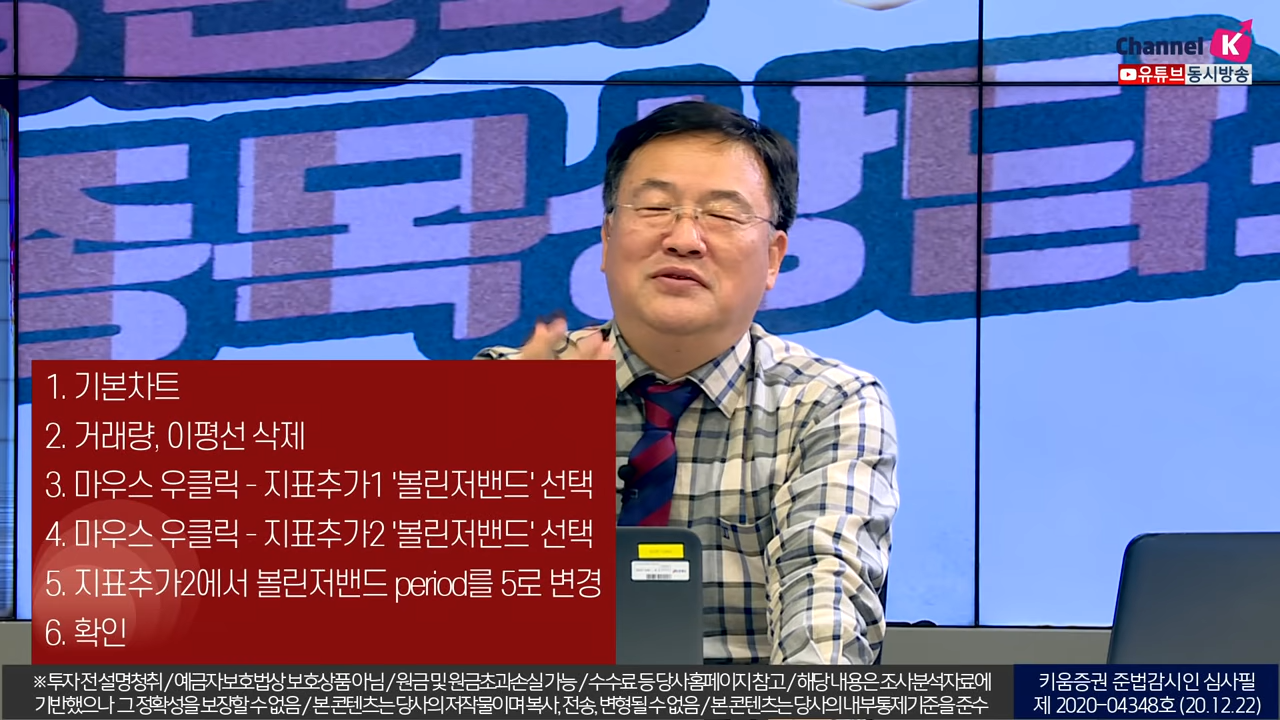 Channel K
유튜브 동시방송
종목상담
1. 기본차트
2. 거래량, 이평선 삭제
3. 마우스 우클릭 - 지표추가1 '볼린저밴드' 선택
4. 마우스 우클릭 - 지표추가2 '볼린저밴드' 선택
5. 지표추가2에서 볼린저밴드 period를 5로 변경
6. 확인
※ 투자 전 설명청취 / 예금자보호법상 보호상품 아님 / 원금 및 원금초과손실 가능 / 수수료 등 당사홈페이지 참고 / 해당 내용은 조사분석자료에
기반했으나 그 정확성을 보장할 수 없음 / 본 콘텐츠는 당사의 저작물이며 복사, 전송, 변형될 수 없음 / 본 콘텐츠는 당사의 내부통제기준을 준수
키움증권 준법감시인 심사필
제 2020-04348호 (20.12.22)